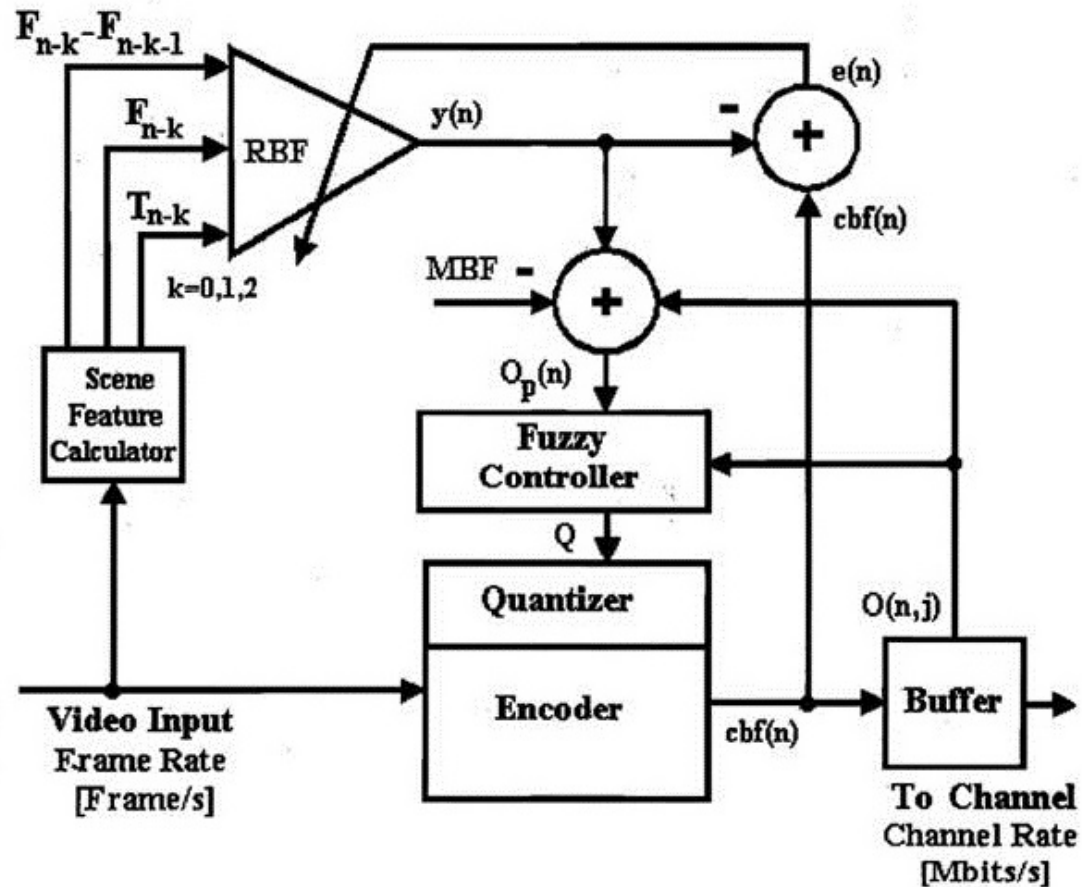 F_{n-k}-F_{n-k-1}
e(n)
-
+
F_{n-k}
y(n)
RBF
T_{n-k}
cbf(n)
MBF -
+
k=0,1,2
O_p(n)
Scene
Feature
Calculator
Fuzzy
Controller
Q
Quantizer
O(n,j)
Encoder
Buffer
cbf(n)
Video Input
Frame Rate
[Frame/s]
To Channel
Channel Rate
[Mbits/s]